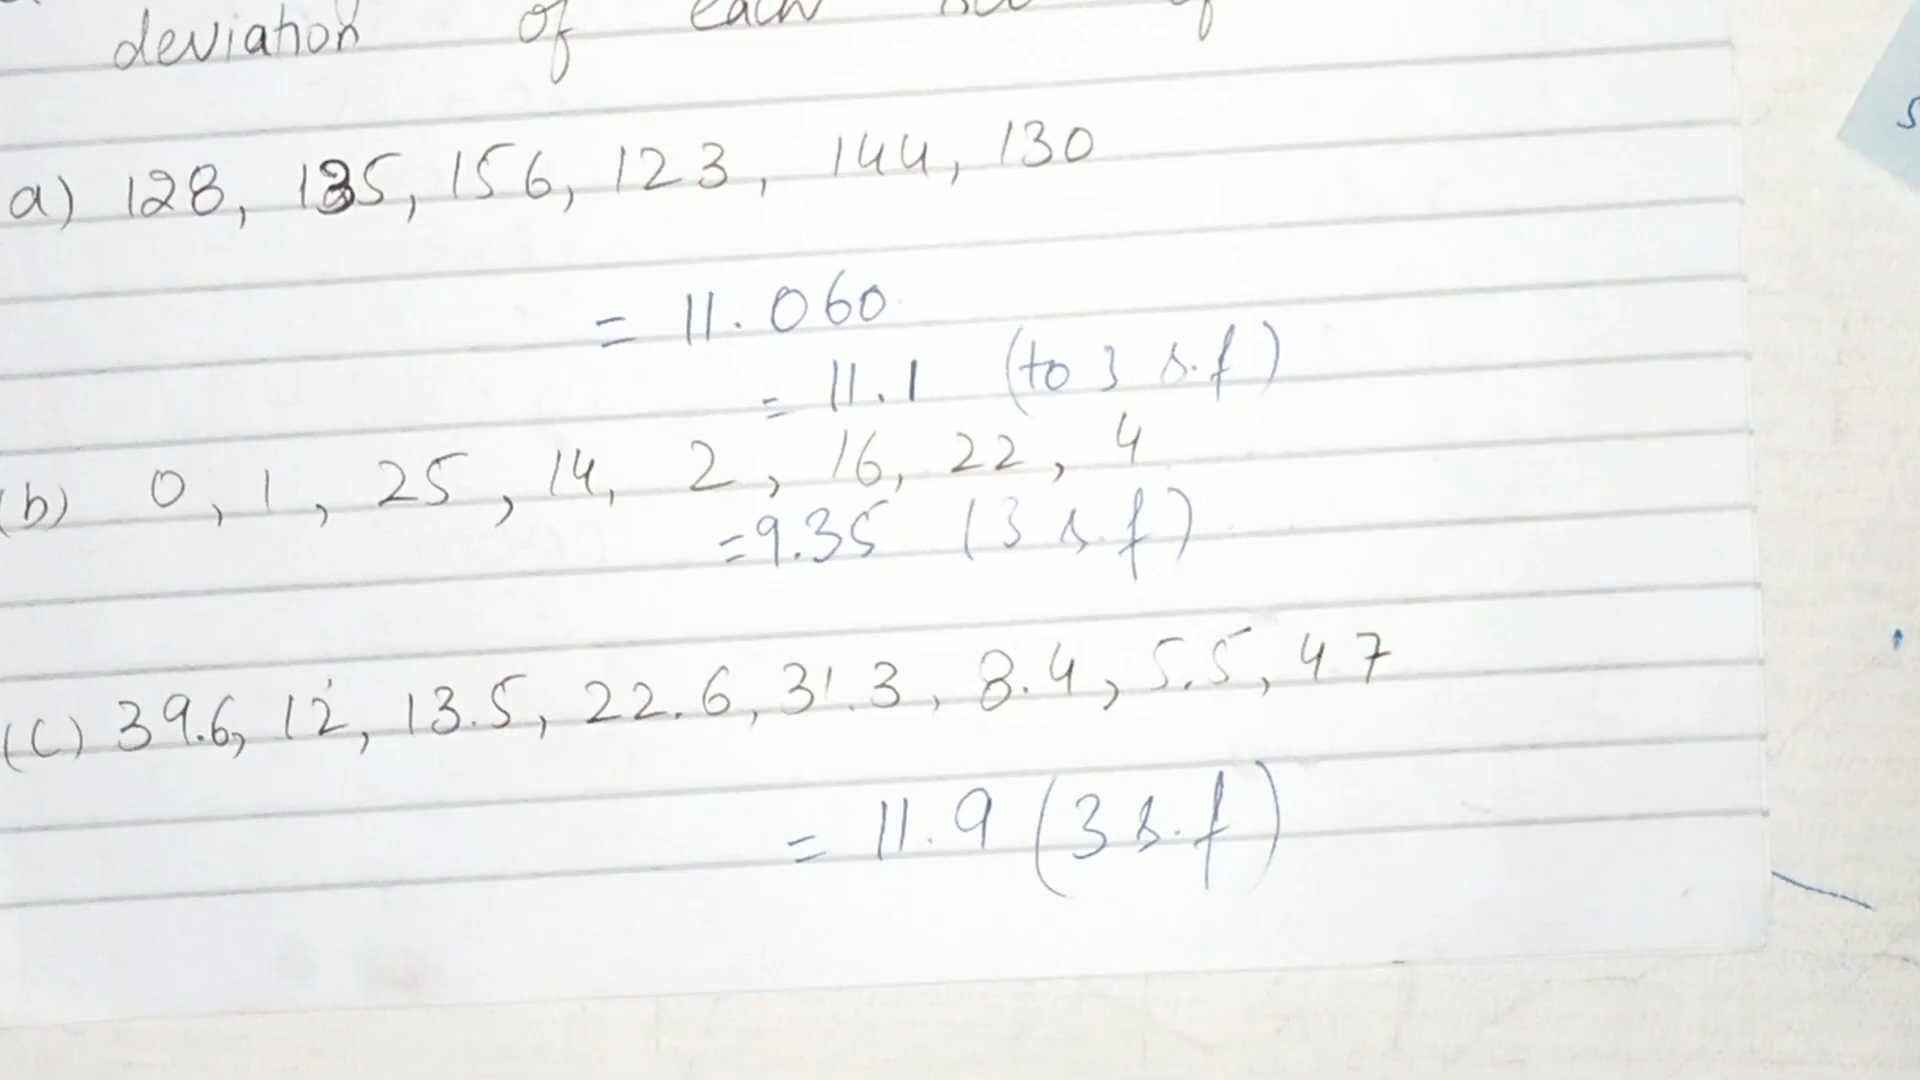 deviation of each
a) 128, 135, 156, 123, 144, 130
= 11.060
= 11.1 (to 3 s.f)
(b) 0, 1, 25, 14, 2, 16, 22, 4
= 9.35 (3 s.f)
(C) 39.6, 12, 13.5, 22.6, 31.3, 8.4, 5.5, 47
= 11.9 (3 s.f)